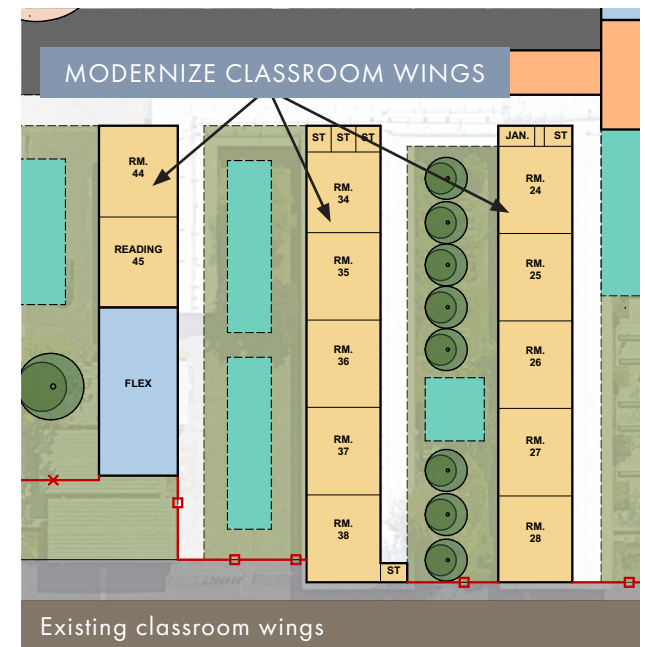 MODERNIZE CLASSROOM WINGS
RM.
44
READING
45
FLEX
ST ST ST
RM.
34
RM.
35
RM.
36
RM.
37
RM.
38
ST
JAN. ST
RM.
24
RM.
25
RM.
26
RM.
27
RM.
28
Existing classroom wings